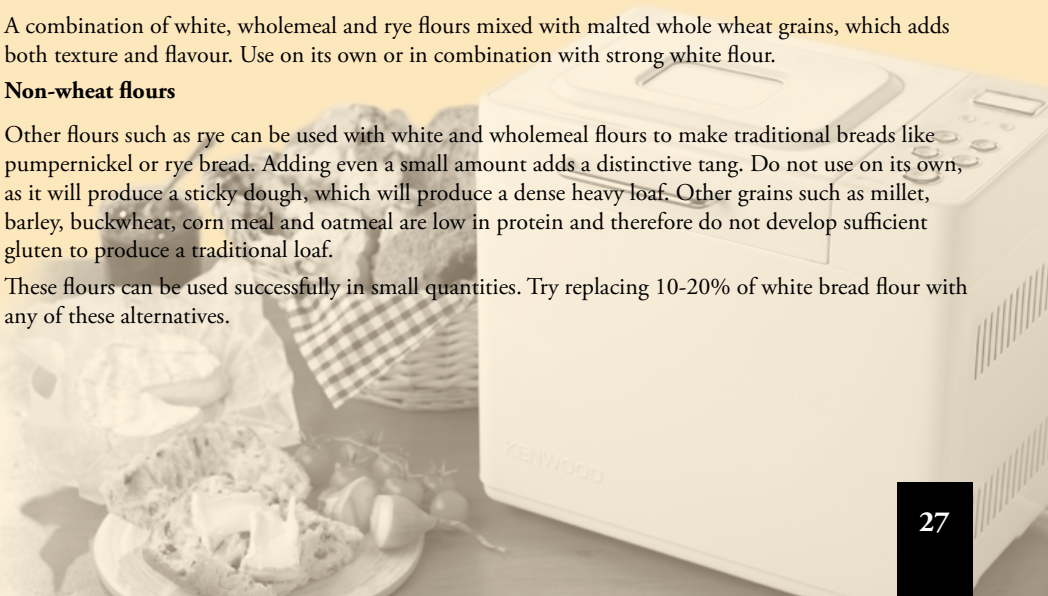 A combination of white, wholemeal and rye flours mixed with malted whole wheat grains, which adds
both texture and flavour. Use on its own or in combination with strong white flour.
Non-wheat flours
Other flours such as rye can be used with white and wholemeal flours to make traditional breads like
pumpernickel or rye bread. Adding even a small amount adds a distinctive tang. Do not use on its own,
as it will produce a sticky dough, which will produce a dense heavy loaf. Other grains such as millet,
barley, buckwheat, corn meal and oatmeal are low in protein and therefore do not develop sufficient
gluten to produce a traditional loaf.
These flours can be used successfully in small quantities. Try replacing 10-20% of white bread flour with
any of these alternatives.
KENWOOD
27